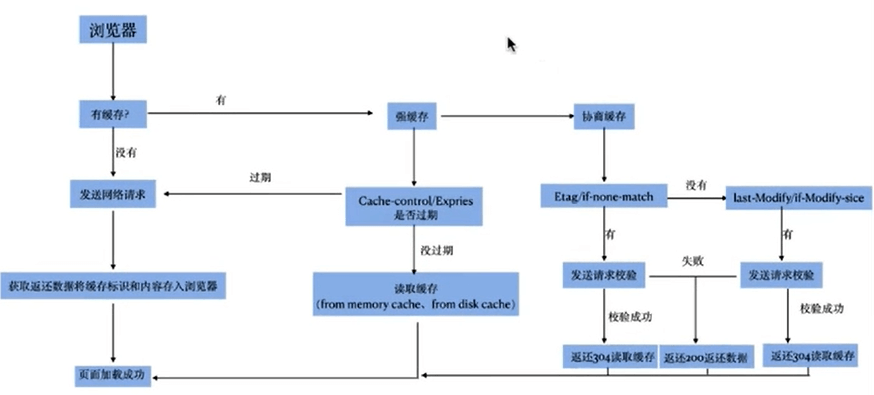 浏览器
有缓存?
有
强缓存
协商缓存
没有
发送网络请求
过期
Cache-control/Expries
是否过期
Etag/if-none-match
没有
last-Modify/if-Modify-sice
没过期
有
有
获取返还数据将缓存标识和内容存入浏览器
读取缓存
(from memory cache、from disk cache)
发送请求校验
失败
发送请求校验
校验成功
校验成功
页面加载成功
返还304读取缓存
返还200返还数据
返还304读取缓存